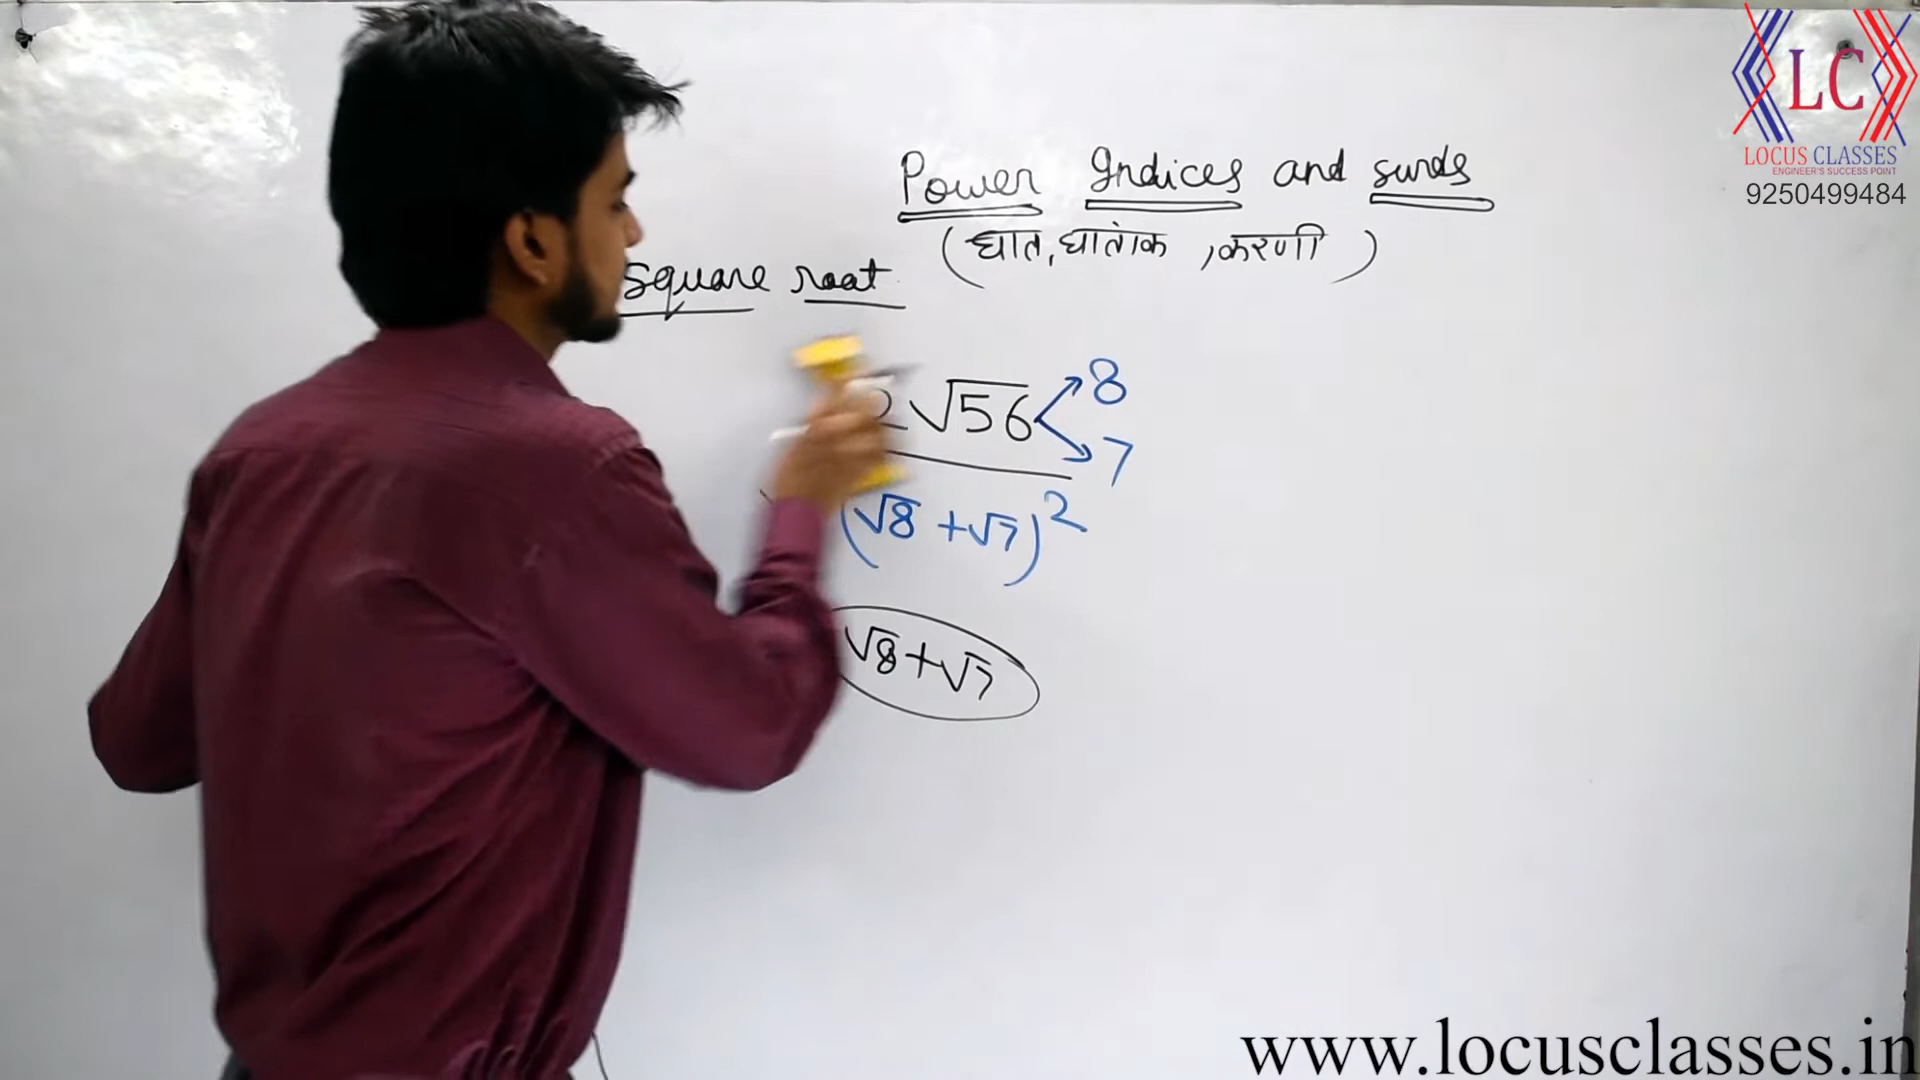 LC
LOCUS CLASSES
ENGINEER'S SUCCESS POINT
9250499484
Power Indices and surds
(घात, घातांक, करणी)
square root
2√56
8
7
(√8 +√7)²
√8+√7
www.locusclasses.in